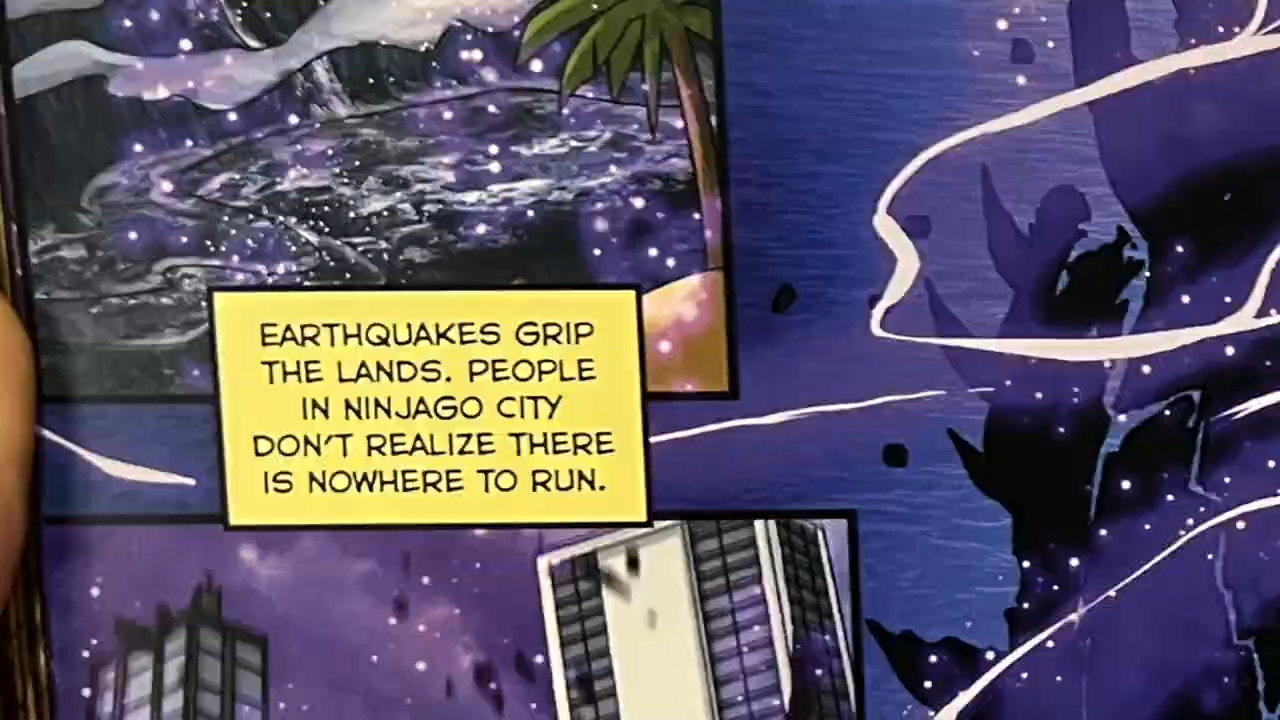 EARTHQUAKES GRIP
THE LANDS. PEOPLE
IN NINJAGO CITY
DON'T REALIZE THERE
IS NOWHERE TO RUN.